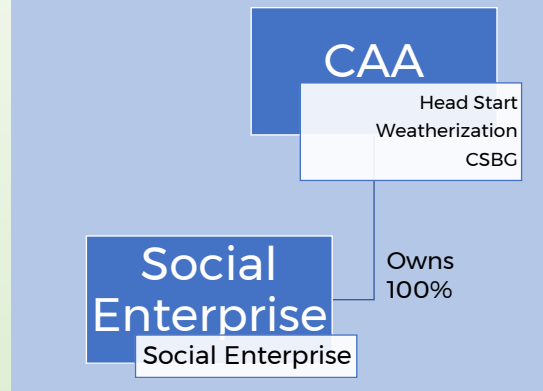 CAA
Head Start
Weatherization
CSBG
Owns
100%
Social
Enterprise
Social Enterprise